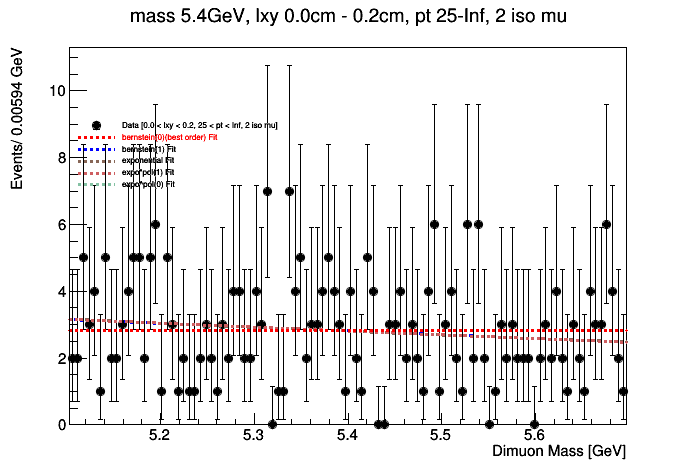 mass 5.4GeV, lxy 0.0cm - 0.2cm, pt 25-Inf, 2 iso mu
Events/ 0.00594 GeV
10
8
6
4
2
0
Data [0.0 < lxy < 0.2, 25 < pt < Inf, 2 iso mu]
bernstein[0](best order) Fit
bernstein(1) Fit
exponential Fit
expo*pol(1) Fit
expo*pol(0) Fit
5.2 5.3 5.4 5.5 5.6
Dimuon Mass [GeV]